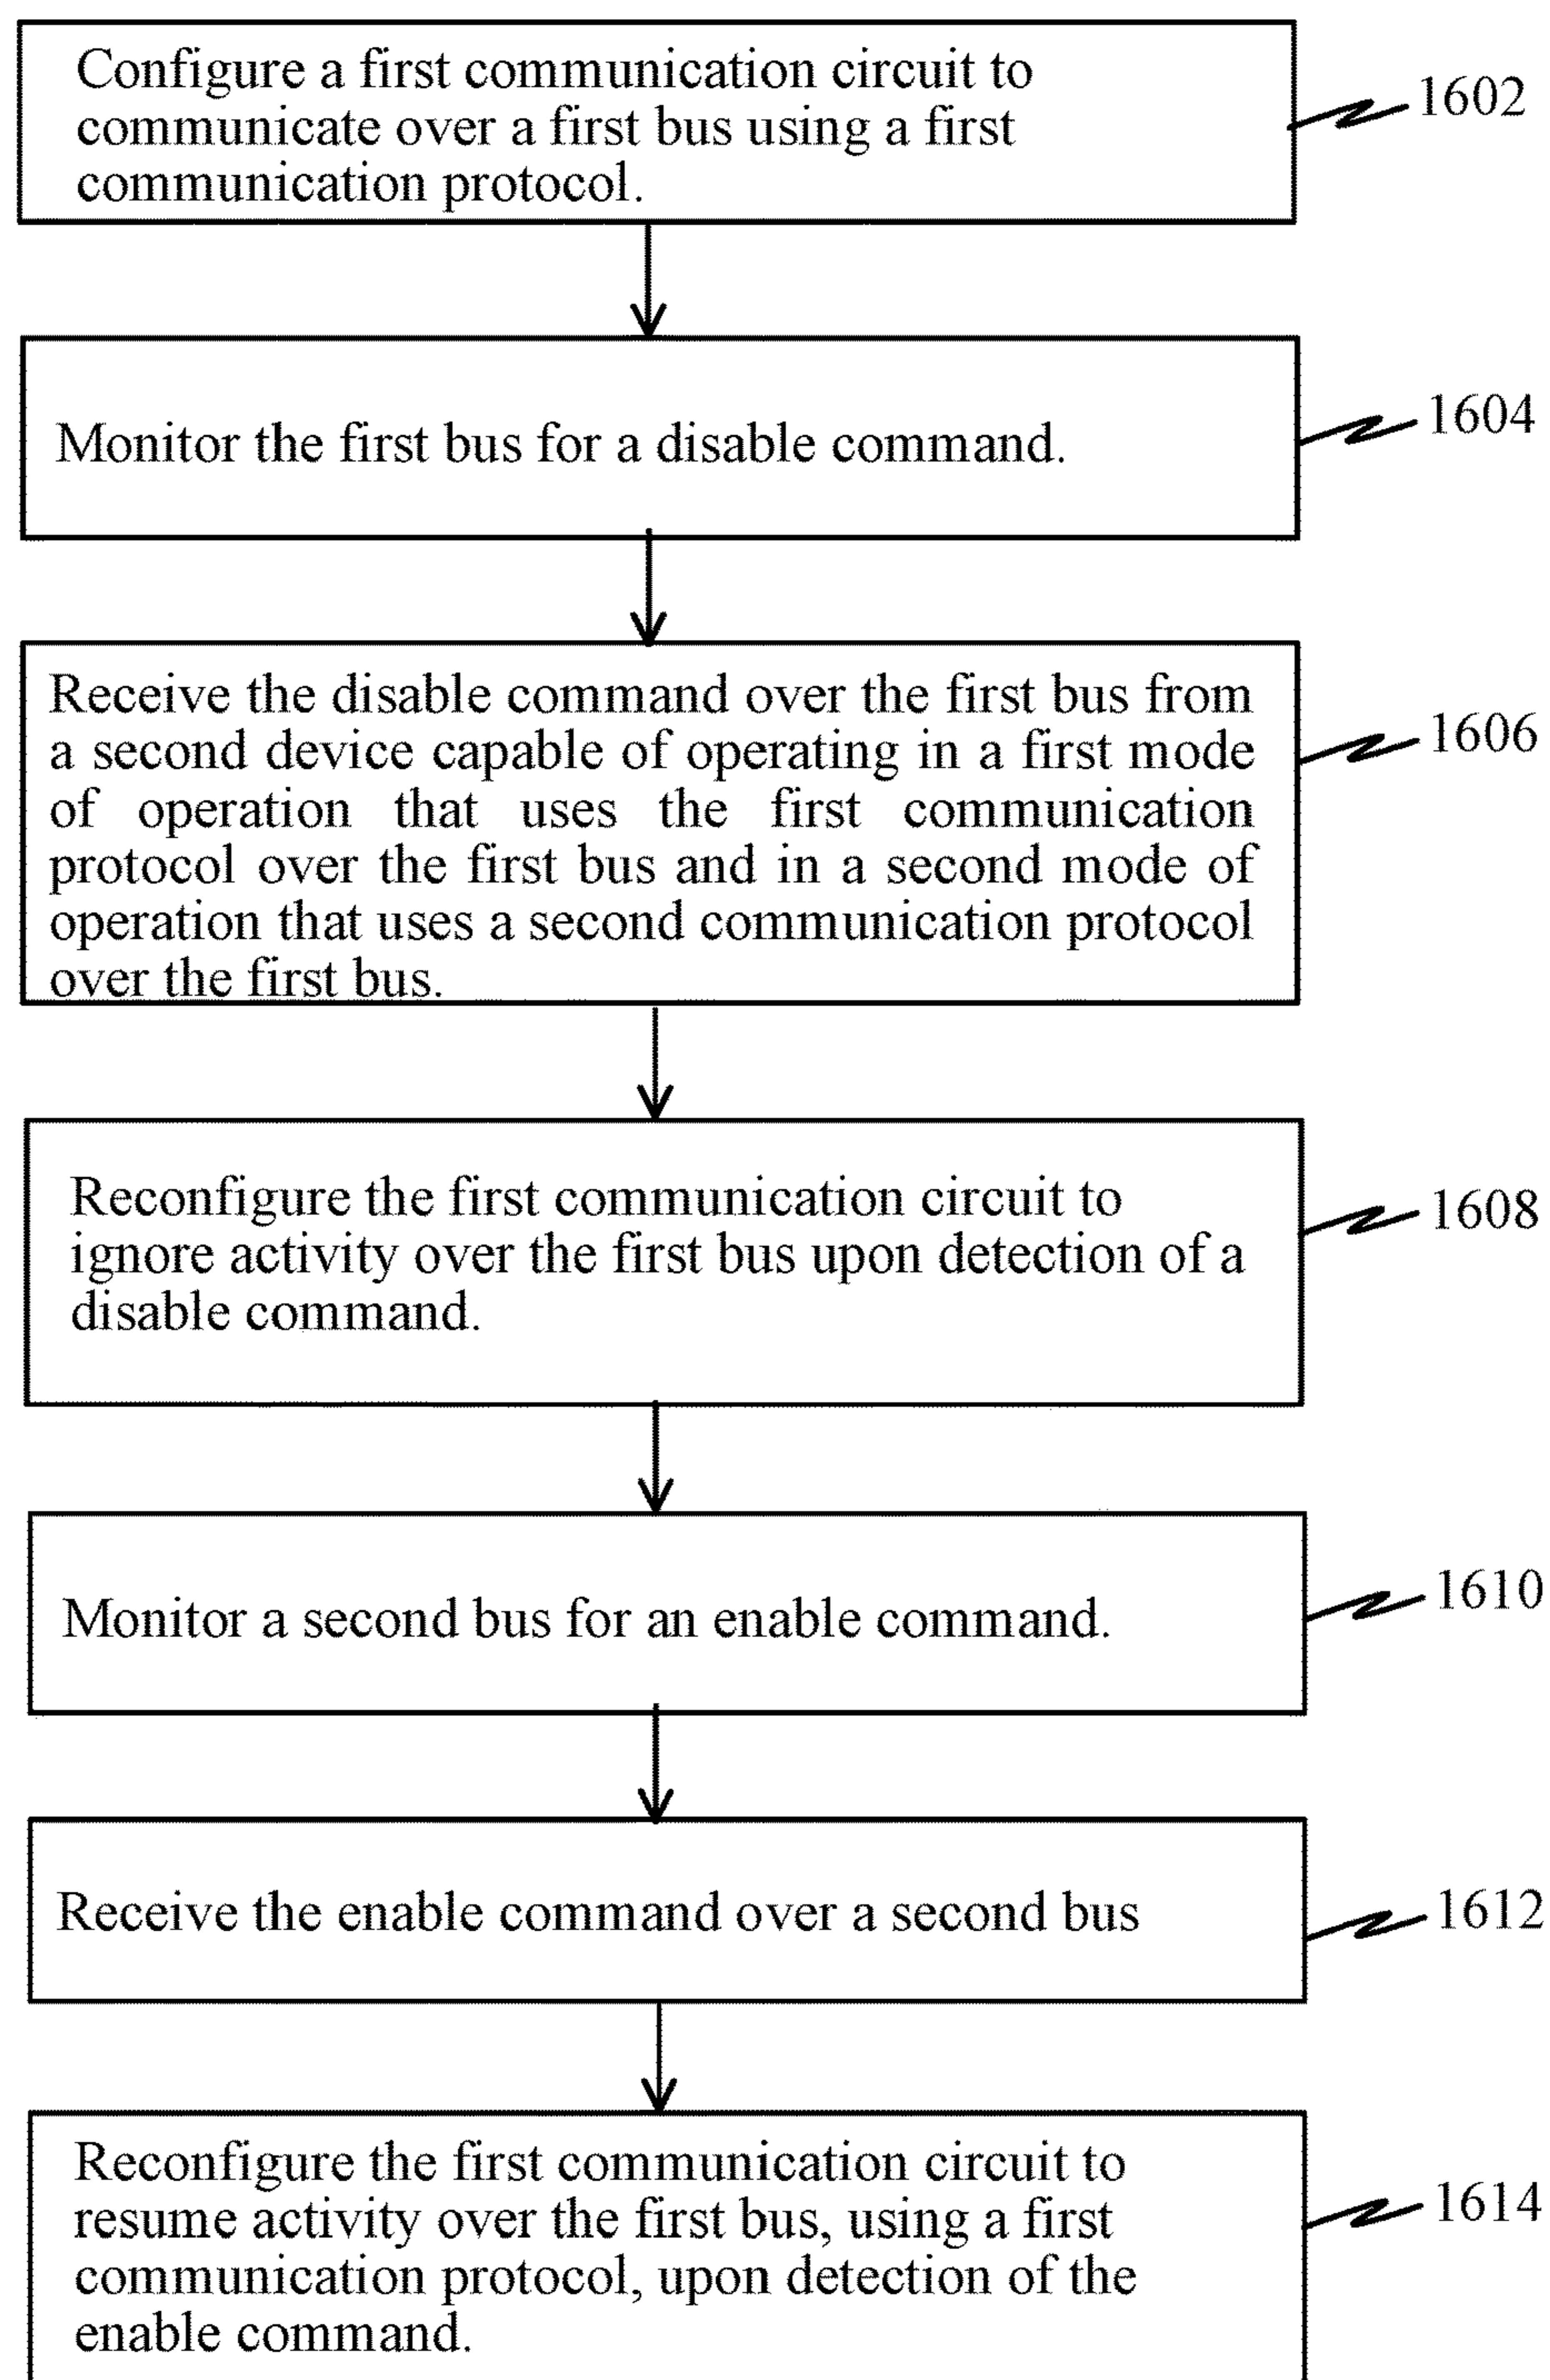 Configure a first communication circuit to
communicate over a first bus using a first
communication protocol.
1602
Monitor the first bus for a disable command.
1604
Receive the disable command over the first bus from
a second device capable of operating in a first mode
of operation that uses the first communication
protocol over the first bus and in a second mode of
operation that uses a second communication protocol
over the first bus.
1606
Reconfigure the first communication circuit to
ignore activity over the first bus upon detection of a
disable command.
1608
Monitor a second bus for an enable command.
1610
Receive the enable command over a second bus
1612
Reconfigure the first communication circuit to
resume activity over the first bus, using a first
communication protocol, upon detection of the
enable command.
1614